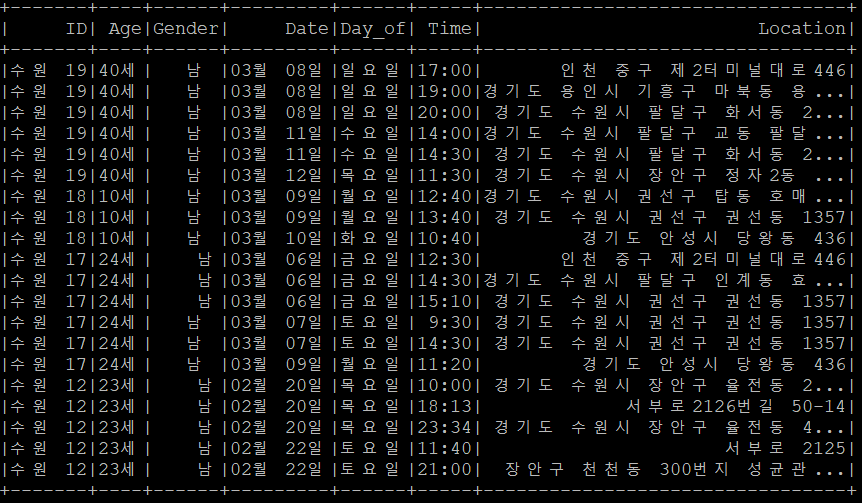 +-------+----+------+---------+------+-----+---------------------------------+
| ID| Age|Gender| Date|Day_of| Time| Location|
+-------+----+------+---------+------+-----+---------------------------------+
|수원 19|40세| 남 |03월 08일|일요일|17:00| 인천 중구 제2터미널대로446|
|수원 19|40세| 남 |03월 08일|일요일|19:00|경기도 용인시 기흥구 마북동 용 ...|
|수원 19|40세| 남 |03월 08일|일요일|20:00| 경기도 수원시 팔달구 화서동 2...|
|수원 19|40세| 남 |03월 11일|수요일|14:00|경기도 수원시 팔달구 교동 팔달 ...|
|수원 19|40세| 남 |03월 11일|수요일|14:30| 경기도 수원시 팔달구 화서동 2...|
|수원 19|40세| 남 |03월 12일|목요일|11:30| 경기도 수원시 장안구 정자2동 ...|
|수원 18|10세| 남 |03월 09일|월요일|12:40|경기도 수원시 권선구 탑동 호매 ...|
|수원 18|10세| 남 |03월 09일|월요일|13:40| 경기도 수원시 권선구 권선동 1357|
|수원 18|10세| 남 |03월 10일|화요일|10:40| 경기도 안성시 당왕동 436|
|수원 17|24세| 남|03월 06일|금요일|12:30| 인천 중구 제2터미널대로446|
|수원 17|24세| 남|03월 06일|금요일|14:30|경기도 수원시 팔달구 인계동 효 ...|
|수원 17|24세| 남|03월 06일|금요일|15:10| 경기도 수원시 권선구 권선동 1357|
|수원 17|24세| 남 |03월 07일|토요일| 9:30| 경기도 수원시 권선구 권선동 1357|
|수원 17|24세| 남 |03월 07일|토요일|14:30| 경기도 수원시 권선구 권선동 1357|
|수원 17|24세| 남 |03월 09일|월요일|11:20| 경기도 안성시 당왕동 436|
|수원 12|23세| 남|02월 20일|목요일|10:00| 경기도 수원시 장안구 율전동 2...|
|수원 12|23세| 남|02월 20일|목요일|18:13| 서부로2126번길 50-14|
|수원 12|23세| 남|02월 20일|목요일|23:34| 경기도 수원시 장안구 율전동 4...|
|수원 12|23세| 남|02월 22일|토요일|11:40| 서부로 2125|
|수원 12|23세| 남|02월 22일|토요일|21:00| 장안구 천천동 300번지 성균관 ...|
+-------+----+------+---------+------+-----+---------------------------------+